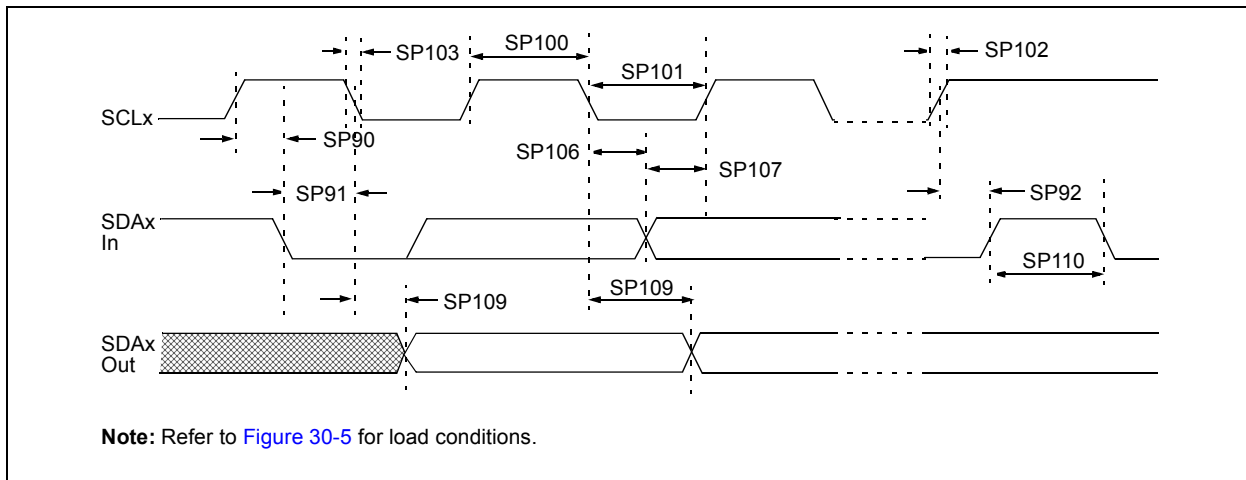 SP103
SP100
SP101
SP102
SCLx
SP90
SP106
SP107
SP91
SP92
SDAx
In
SP110
SP109
SP109
SDAx
Out
Note: Refer to Figure 30-5 for load conditions.